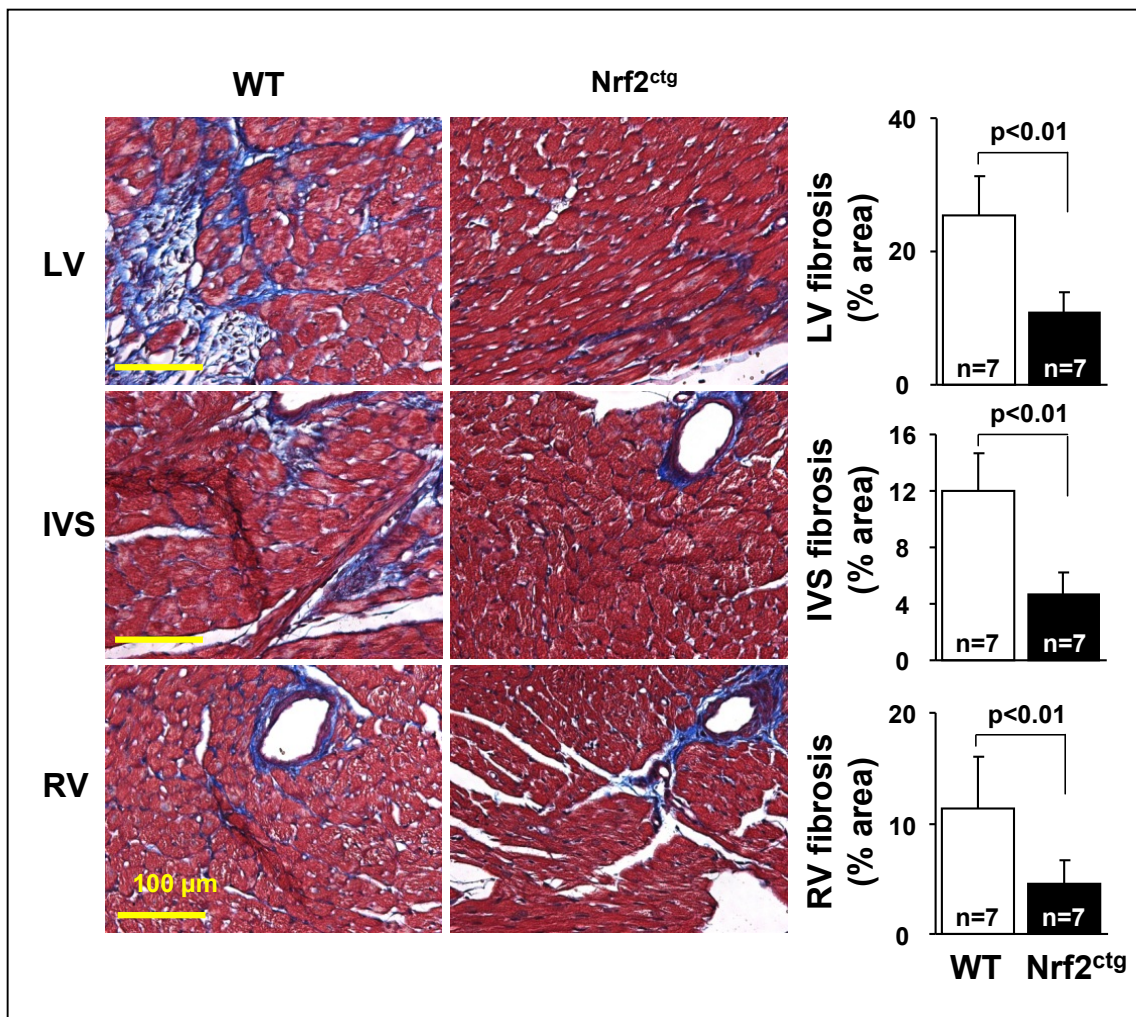 WT Nrf2ctg
LV
IVS
RV
100 μm
40
20
0
LV fibrosis
(% area)
p<0.01
n=7 n=7
16
12
8
4
0
IVS fibrosis
(% area)
p<0.01
n=7 n=7
20
10
0
RV fibrosis
(% area)
p<0.01
n=7 n=7
WT Nrf2ctg